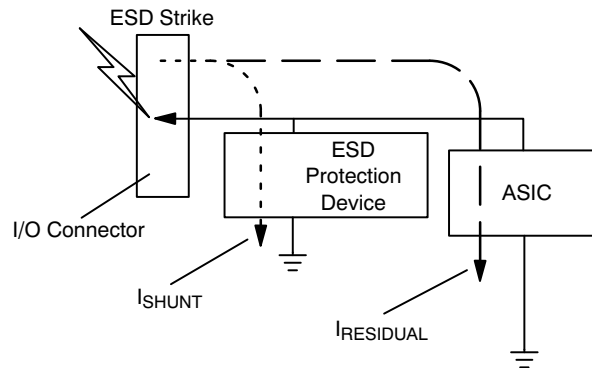 ESD Strike
ESD
Protection
Device
ASIC
I/O Connector
ISHUNT
IRESIDUAL